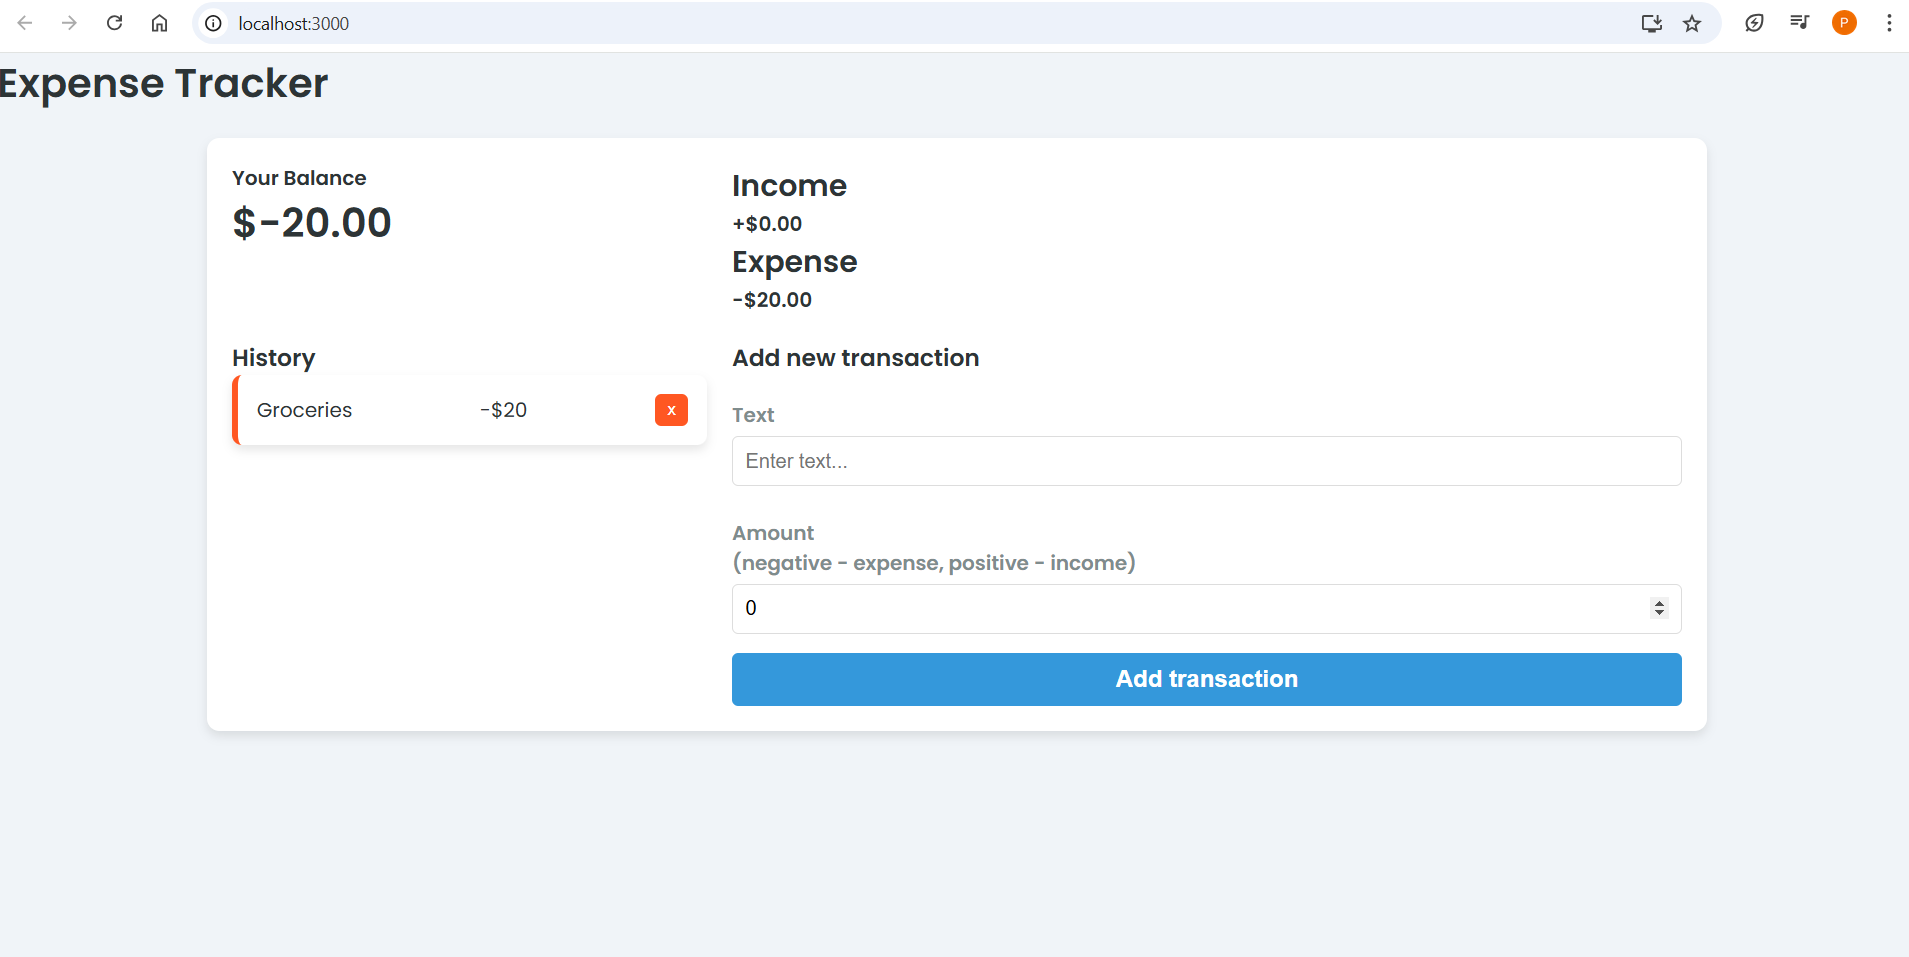 localhost:3000
P
Expense Tracker
Your Balance
$-20.00
Income
+$0.00
Expense
-$20.00
History
Groceries -$20 x
Add new transaction
Text
Enter text...
Amount
(negative - expense, positive - income)
0
Add transaction